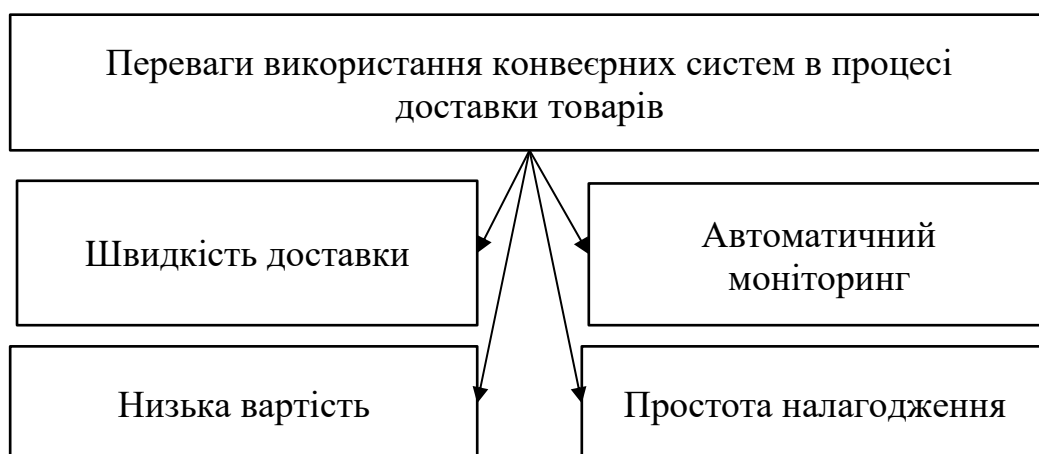 Переваги використання конвеєрних систем в процесі
доставки товарів
Швидкість доставки
Автоматичний
моніторинг
Низька вартість
Простота налагодження